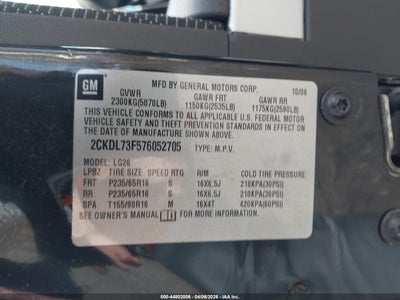 GM
MFD BY GENERAL MOTORS CORP. 10/06
GVWR GAWR FRT GAWR RR
2300KG(5070LB) 1150KG(2535LB) 1175KG(2590LB)
THIS VEHICLE CONFORMS TO ALL APPLICABLE U.S. FEDERAL MOTOR
VEHICLE SAFETY AND THEFT PREVENTION STANDARDS IN EFFECT ON THE
DATE OF MANUFACTURE SHOWN ABOVE.
2CKDL73F576052705 TYPE: M.P.V.
MODEL: LG26
LPBZ TIRE SIZE SPEED RTG RIM COLD TIRE PRESSURE
FRT P235/65R16 S 16X6.5J 210KPA(30PSI)
RR P235/65R16 S 16X6.5J 210KPA(30PSI)
SPA T155/90R16 M 16X4T 420KPA(60PSI)
SEE OWNER'S MANUAL FOR MORE INFORMATION.
000-44802006 - 04/06/2026 - IAAI.COM